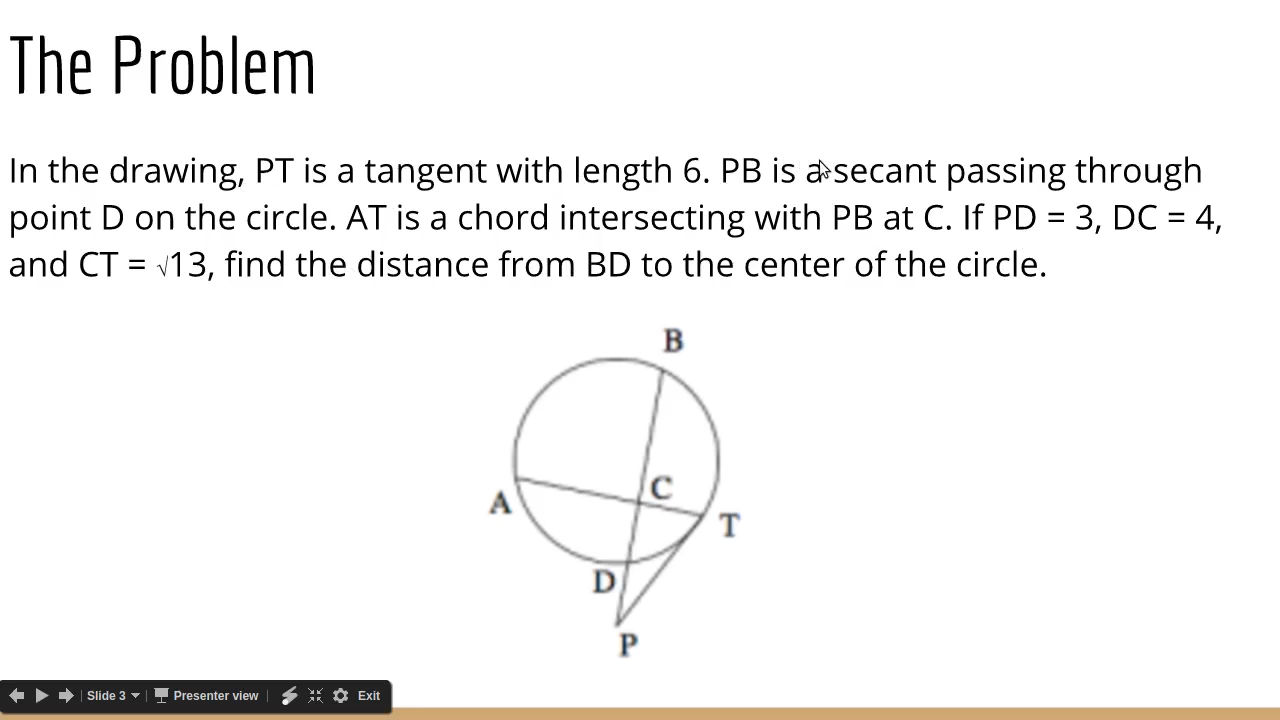 The Problem
In the drawing, PT is a tangent with length 6. PB is a secant passing through
point D on the circle. AT is a chord intersecting with PB at C. If PD = 3, DC = 4,
and CT = √13, find the distance from BD to the center of the circle.
B
C
A
T
D
P
Slide 3
Presenter view
Exit